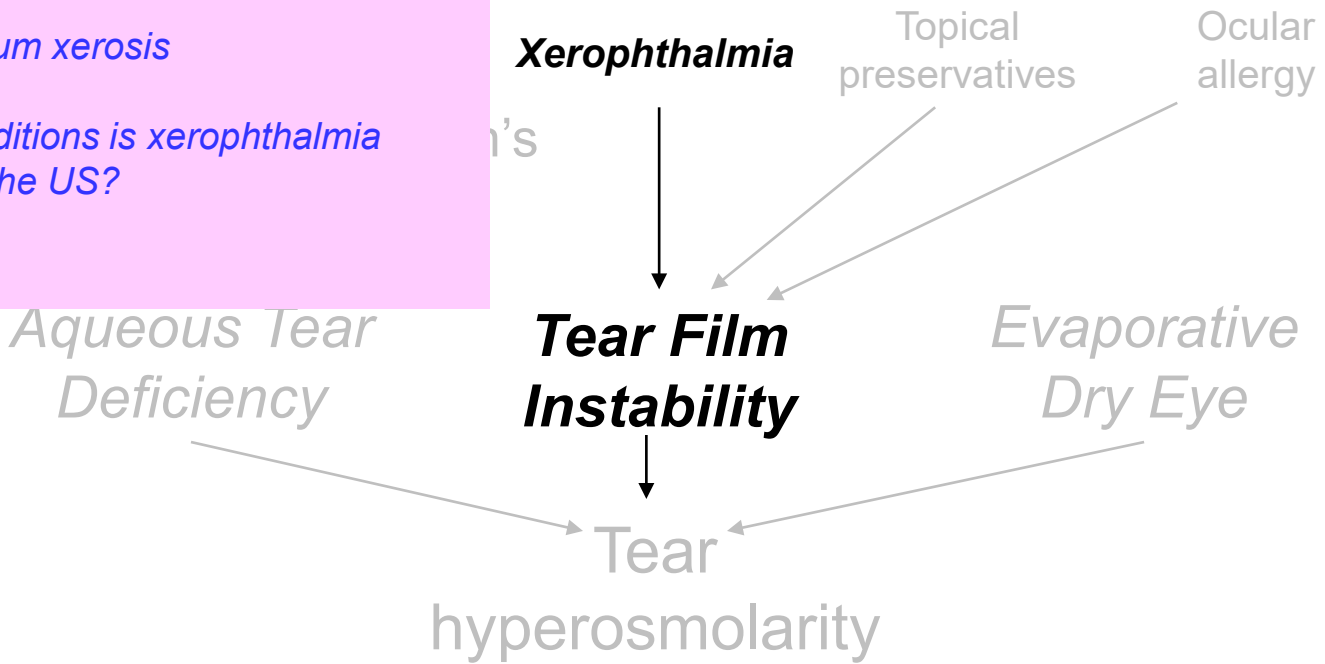 um xerosis
ditions is xerophthalmia
he US?
Xerophthalmia
Topical
preservatives
Ocular
allergy
's
Aqueous Tear
Deficiency
Tear Film
Instability
Evaporative
Dry Eye
Tear
hyperosmolarity